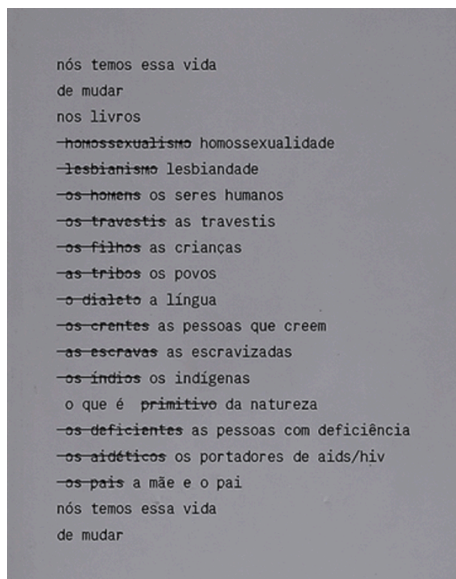 nós temos essa vida
de mudar
nos livros
homossexualismo homossexualidade
lesbianismo lesbiandade
os homens os seres humanos
os travestis as travestis
os filhos as crianças
as tribos os povos
o dialeto a língua
os crentes as pessoas que creem
as escravas as escravizadas
os índios os indígenas
o que é primitivo da natureza
os deficientes as pessoas com deficiência
os aidéticos os portadores de aids/hiv
os pais a mãe e o pai
nós temos essa vida
de mudar